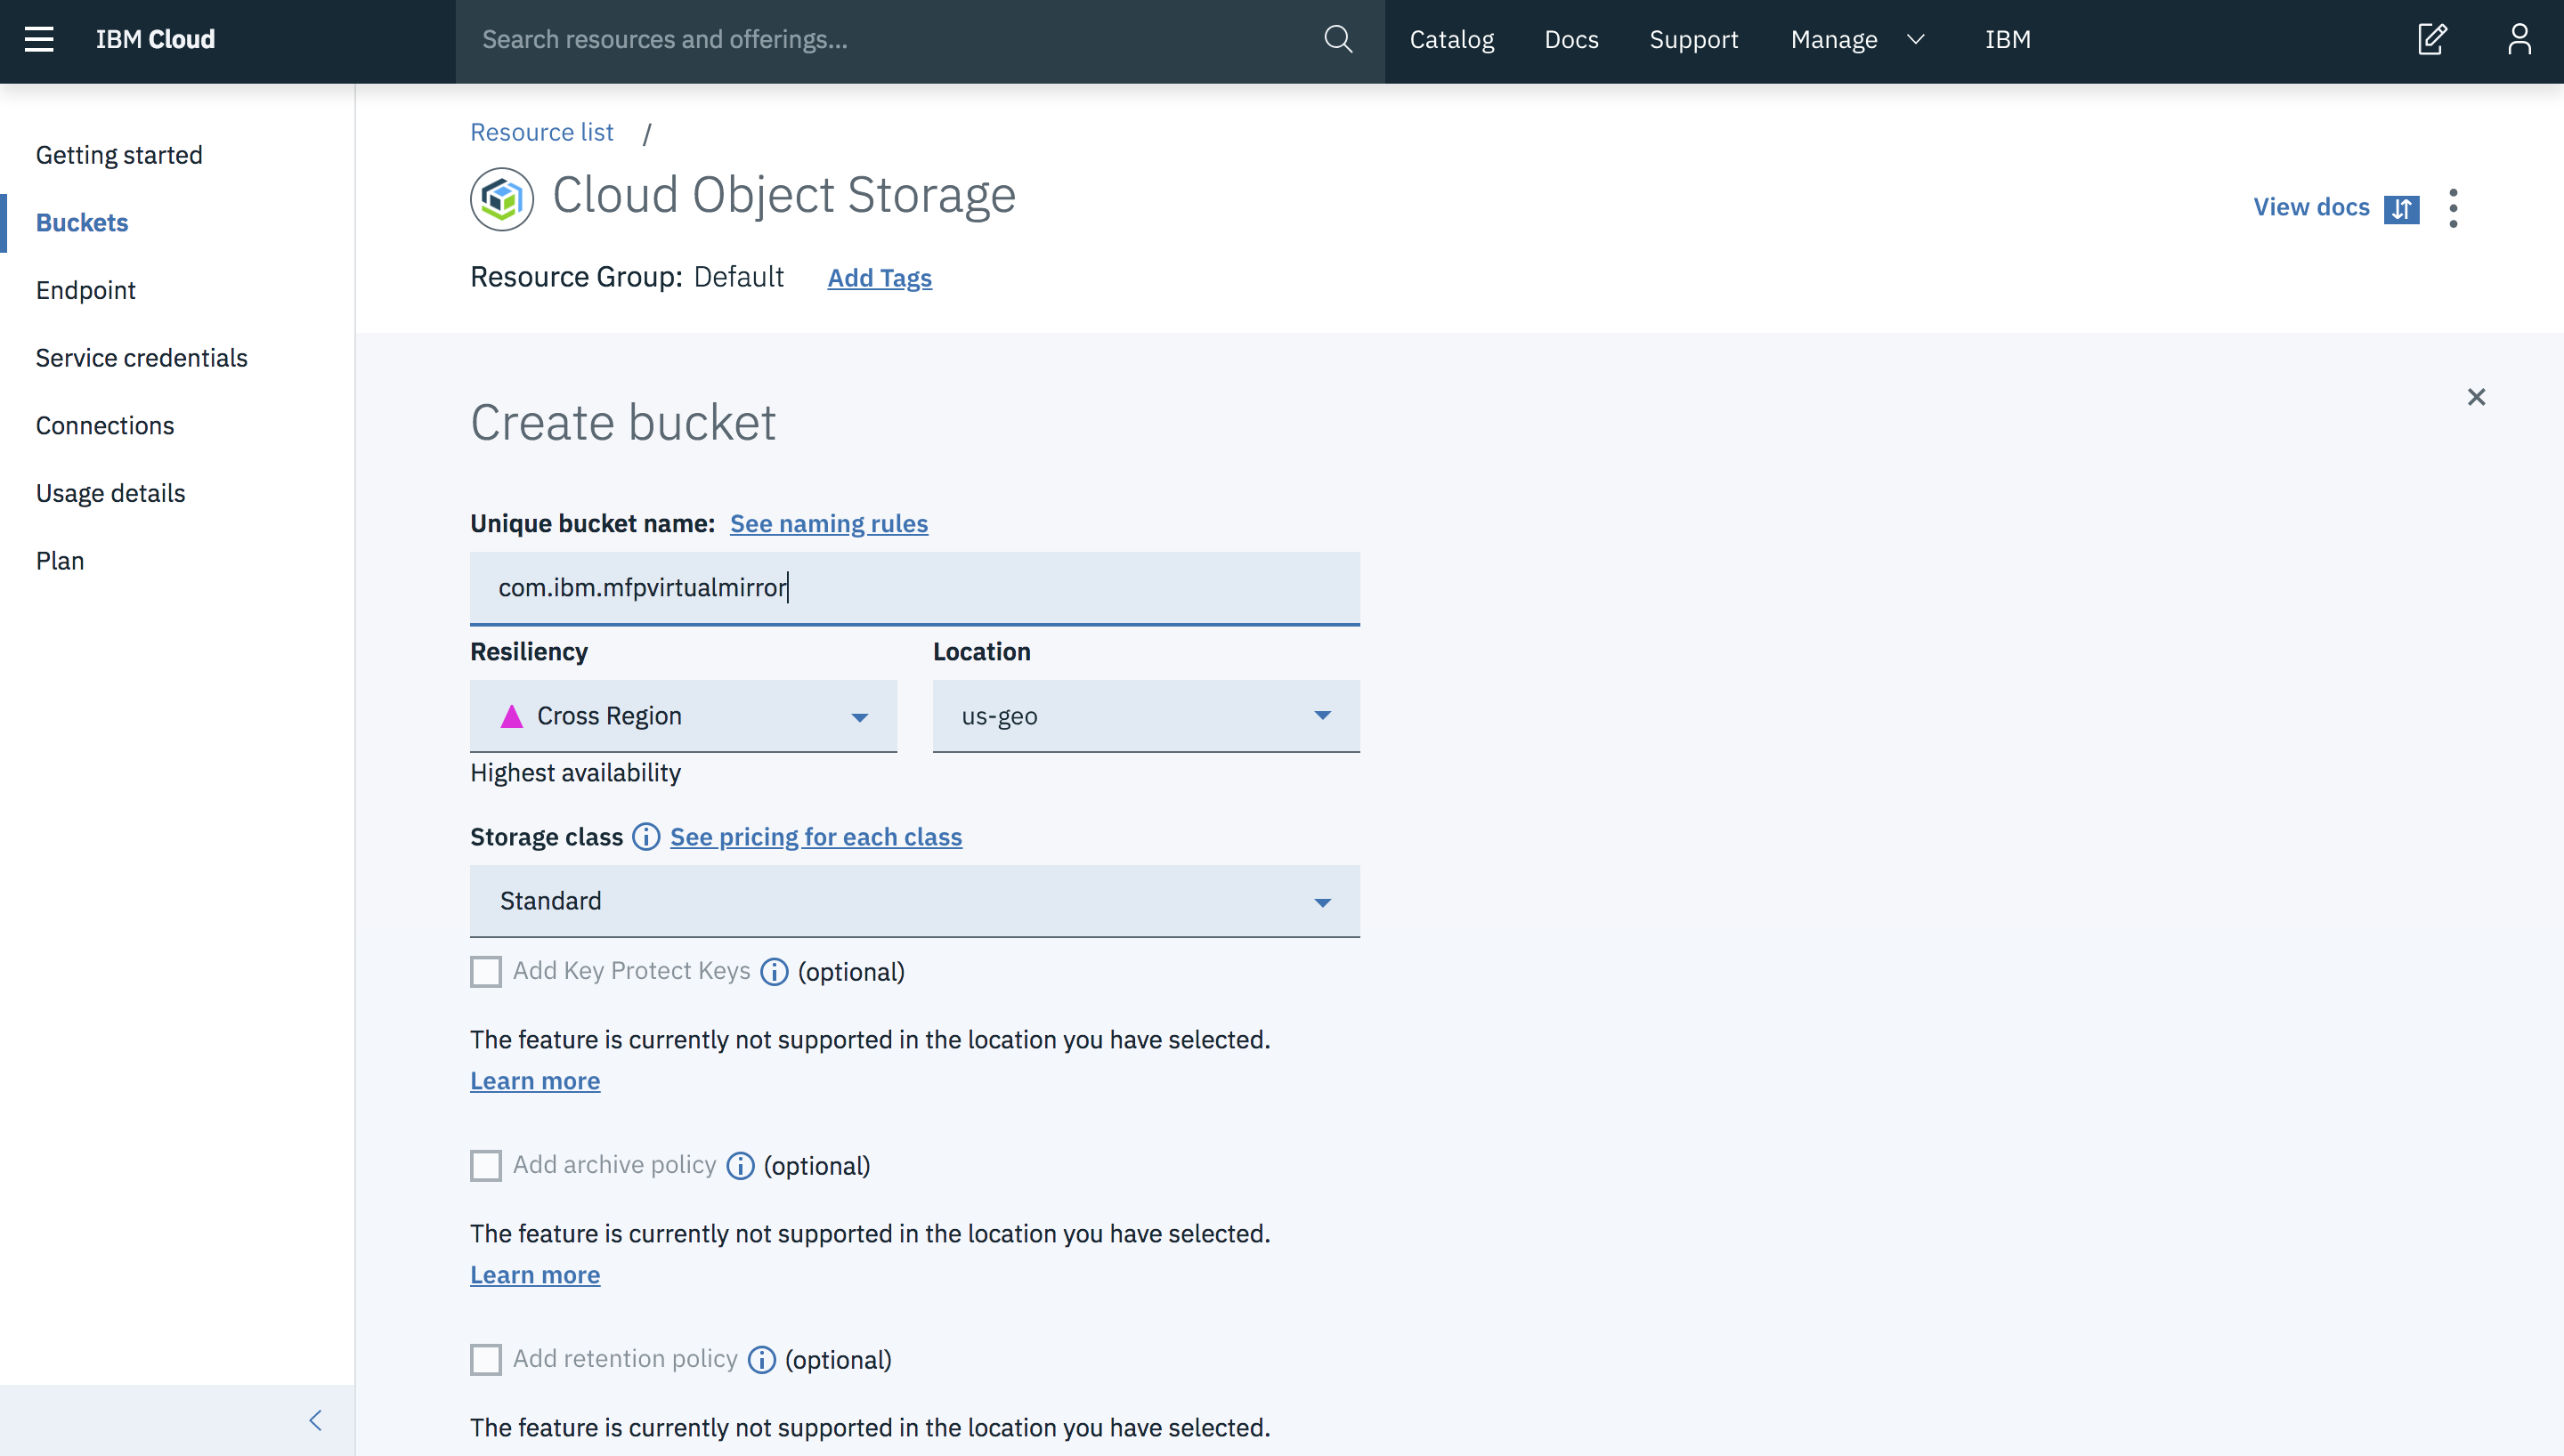 IBM Cloud
Search resources and offerings...
Catalog
Docs
Support
Manage
IBM
Getting started
Buckets
Endpoint
Service credentials
Connections
Usage details
Plan
Resource list /
Cloud Object Storage
View docs
Resource Group: Default Add Tags
Create bucket
Unique bucket name: See naming rules
com.ibm.mfpvirtualmirror
Resiliency
Location
Cross Region
us-geo
Highest availability
Storage class See pricing for each class
Standard
Add Key Protect Keys (optional)
The feature is currently not supported in the location you have selected.
Learn more
Add archive policy (optional)
The feature is currently not supported in the location you have selected.
Learn more
Add retention policy (optional)
The feature is currently not supported in the location you have selected.